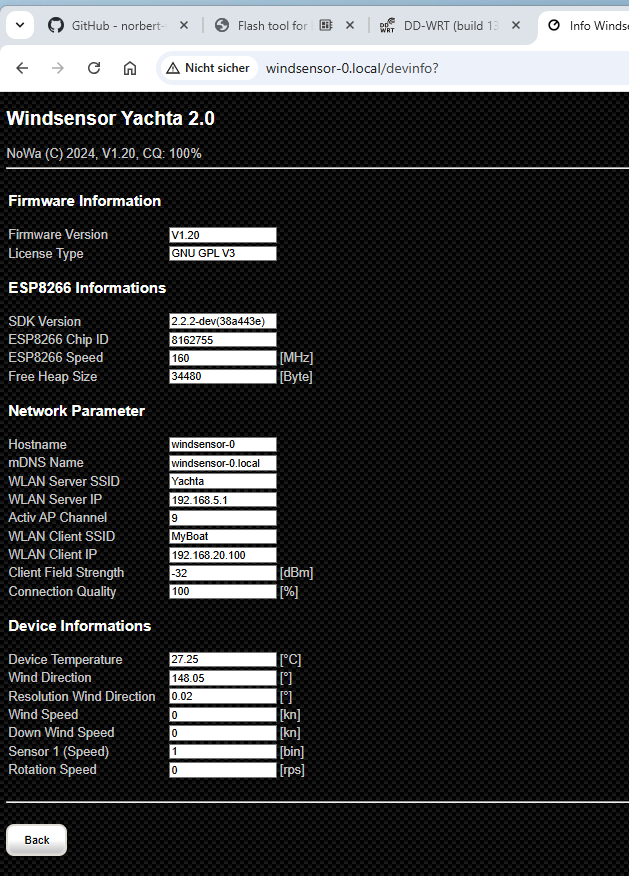 GitHub - norbert-
Flash tool for
DD-WRT (build 13
Info Winds
Nicht sicher windsensor-0.local/devinfo?
Windsensor Yachta 2.0
NoWa (C) 2024, V1.20, CQ: 100%
Firmware Information
Firmware Version V1.20
License Type GNU GPL V3
ESP8266 Informations
SDK Version 2.2.2-dev(38a443e)
ESP8266 Chip ID 8162755
ESP8266 Speed 160 [MHz]
Free Heap Size 34480 [Byte]
Network Parameter
Hostname windsensor-0
mDNS Name windsensor-0.local
WLAN Server SSID Yachta
WLAN Server IP 192.168.5.1
Activ AP Channel 9
WLAN Client SSID MyBoat
WLAN Client IP 192.168.20.100
Client Field Strength -32 [dBm]
Connection Quality 100 [%]
Device Informations
Device Temperature 27.25 [°C]
Wind Direction 148.05 [°]
Resolution Wind Direction 0.02 [°]
Wind Speed 0 [kn]
Down Wind Speed 0 [kn]
Sensor 1 (Speed) 1 [bin]
Rotation Speed 0 [rps]
Back